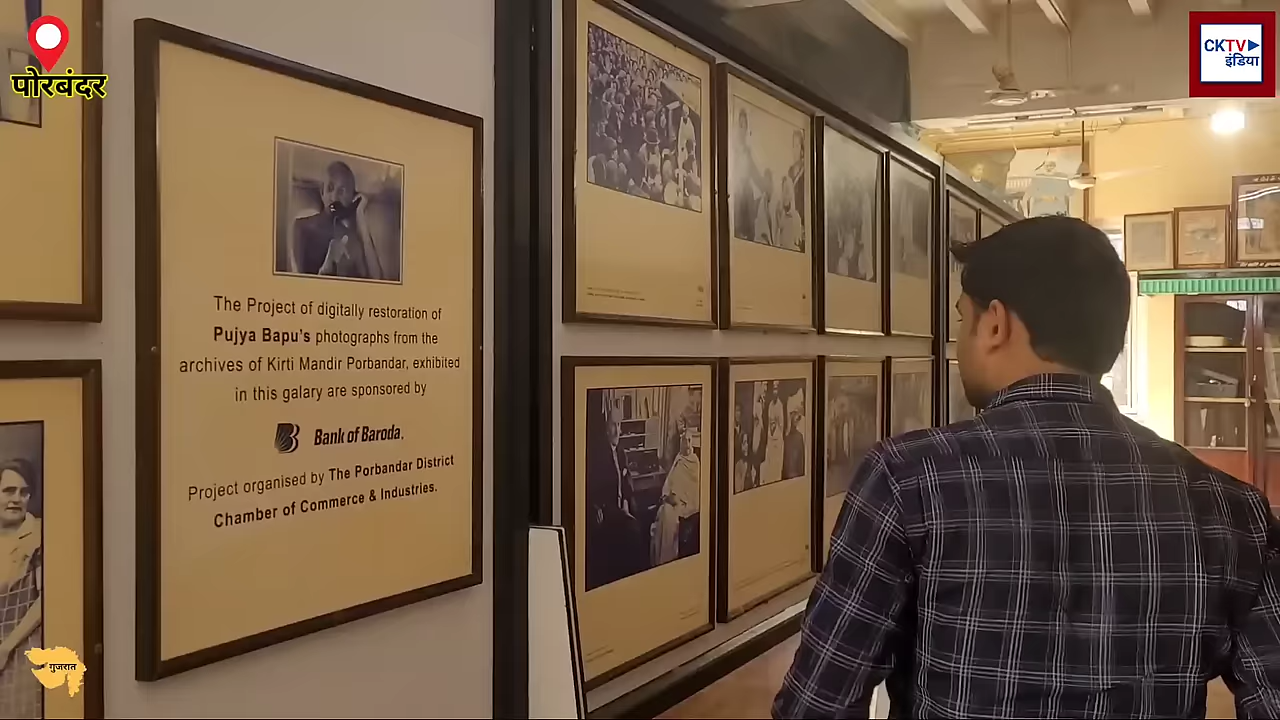 पोरबंदर
CKTV
इंडिया
The Project of digitally restoration of
Pujya Bapu's photographs from the
archives of Kirti Mandir Porbandar, exhibited
in this galary are sponsored by
Bank of Baroda.
Project organised by The Porbandar District
Chamber of Commerce & Industries.
गुजरात